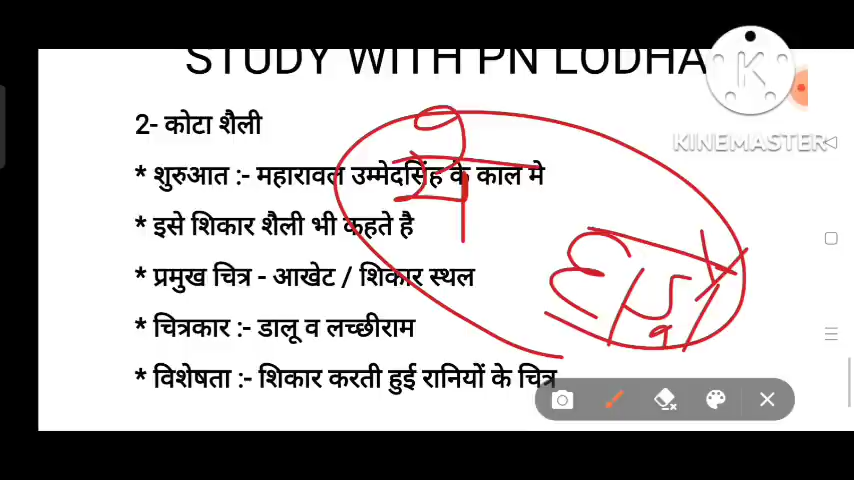 STUDY WITH PN LODHA
KINEMASTER
2- कोटा शैली
* शुरुआत :- महारावल उम्मेदसिंह के काल मे
* इसे शिकार शैली भी कहते है
* प्रमुख चित्र - आखेट / शिकार स्थल
* चित्रकार :- डालू व लच्छीराम
* विशेषता :- शिकार करती हुई रानियों के चित्र